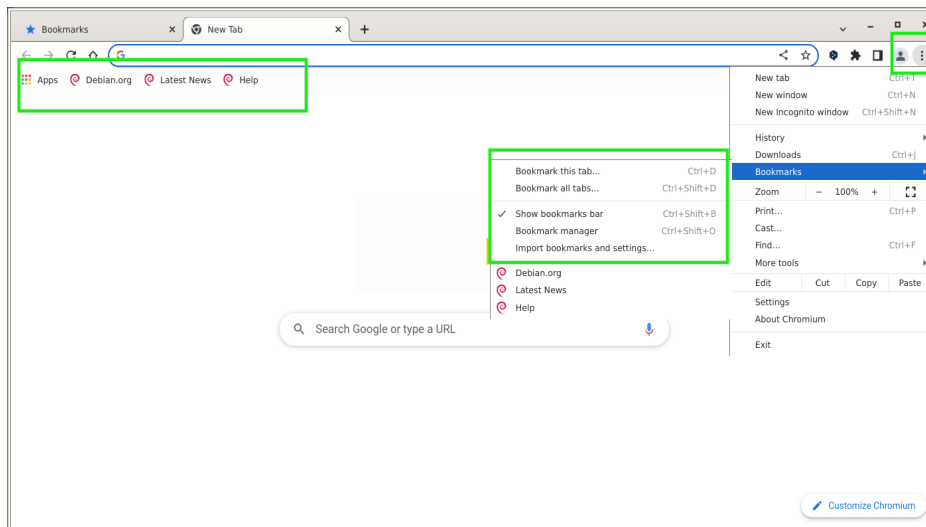 Bookmarks
New Tab
Apps Debian.org Latest News Help
New tab Ctrl+T
New window Ctrl+N
New Incognito window Ctrl+Shift+N
History
Downloads Ctrl+J
Bookmarks
Zoom − 100% +
Print... Ctrl+P
Cast...
Find... Ctrl+F
More tools
Edit Cut Copy Paste
Settings
About Chromium
Exit
Bookmark this tab... Ctrl+D
Bookmark all tabs... Ctrl+Shift+D
✓ Show bookmarks bar Ctrl+Shift+B
Bookmark manager Ctrl+Shift+O
Import bookmarks and settings...
Debian.org
Latest News
Help
Search Google or type a URL
Customize Chromium